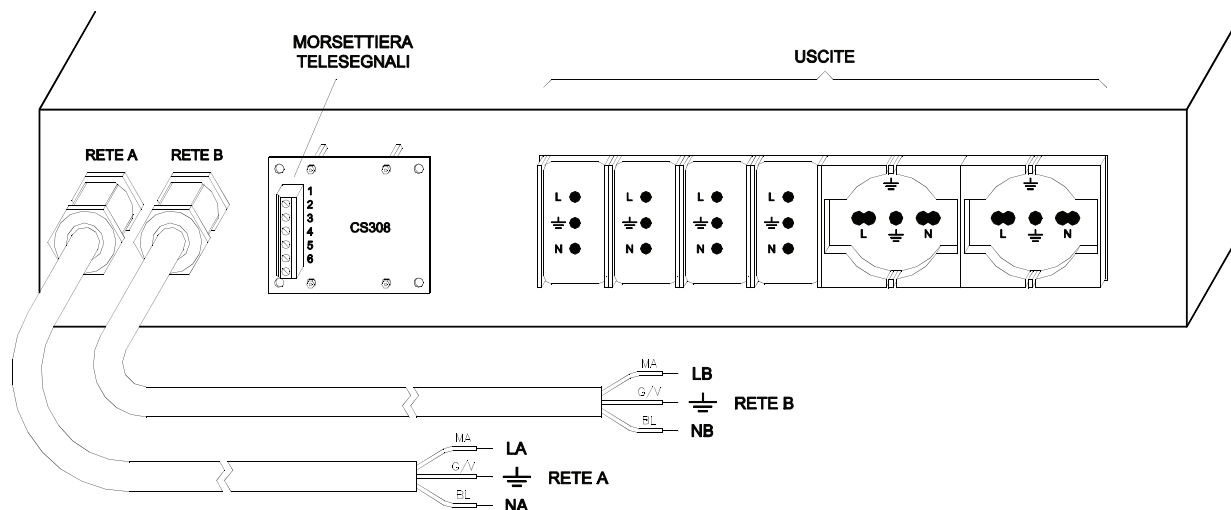 MORSETTIERA
TELESEGNALI
USCITE
RETE A
RETE B
1
2
3
4
5
6
CS308
L
N
L
N
L
N
L
N
L N
L N
MA
LB
G/V
RETE B
BL
NB
MA
LA
G/V
RETE A
BL
NA